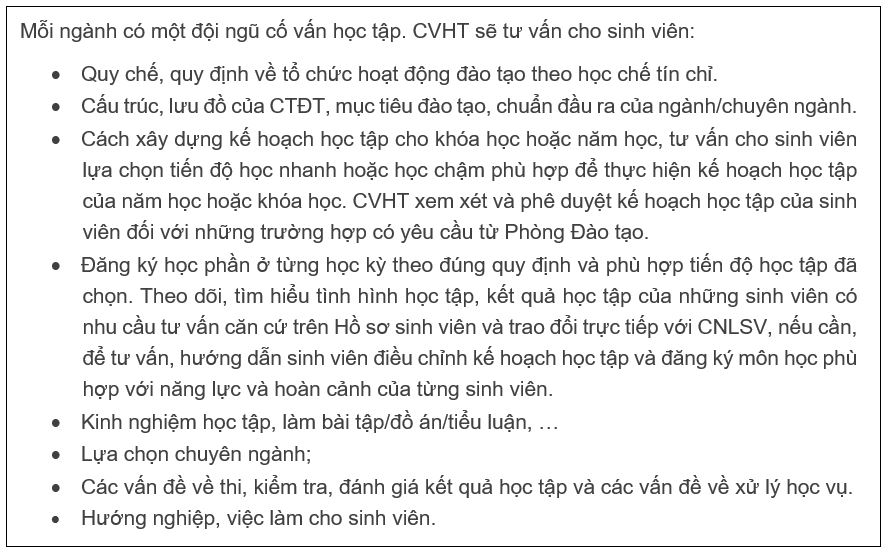 Mỗi ngành có một đội ngũ cố vấn học tập. CVHT sẽ tư vấn cho sinh viên:
• Quy chế, quy định về tổ chức hoạt động đào tạo theo học chế tín chỉ.
• Cấu trúc, lưu đồ của CTĐT, mục tiêu đào tạo, chuẩn đầu ra của ngành/chuyên ngành.
• Cách xây dựng kế hoạch học tập cho khóa học hoặc năm học, tư vấn cho sinh viên
lựa chọn tiến độ học nhanh hoặc học chậm phù hợp để thực hiện kế hoạch học tập
của năm học hoặc khóa học. CVHT xem xét và phê duyệt kế hoạch học tập của sinh
viên đối với những trường hợp có yêu cầu từ Phòng Đào tạo.
• Đăng ký học phần ở từng học kỳ theo đúng quy định và phù hợp tiến độ học tập đã
chọn. Theo dõi, tìm hiểu tình hình học tập, kết quả học tập của những sinh viên có
nhu cầu tư vấn căn cứ trên Hồ sơ sinh viên và trao đổi trực tiếp với CNLSV, nếu cần,
để tư vấn, hướng dẫn sinh viên điều chỉnh kế hoạch học tập và đăng ký môn học phù
hợp với năng lực và hoàn cảnh của từng sinh viên.
• Kinh nghiệm học tập, làm bài tập/đồ án/tiểu luận, …
• Lựa chọn chuyên ngành;
• Các vấn đề về thi, kiểm tra, đánh giá kết quả học tập và các vấn đề về xử lý học vụ.
• Hướng nghiệp, việc làm cho sinh viên.